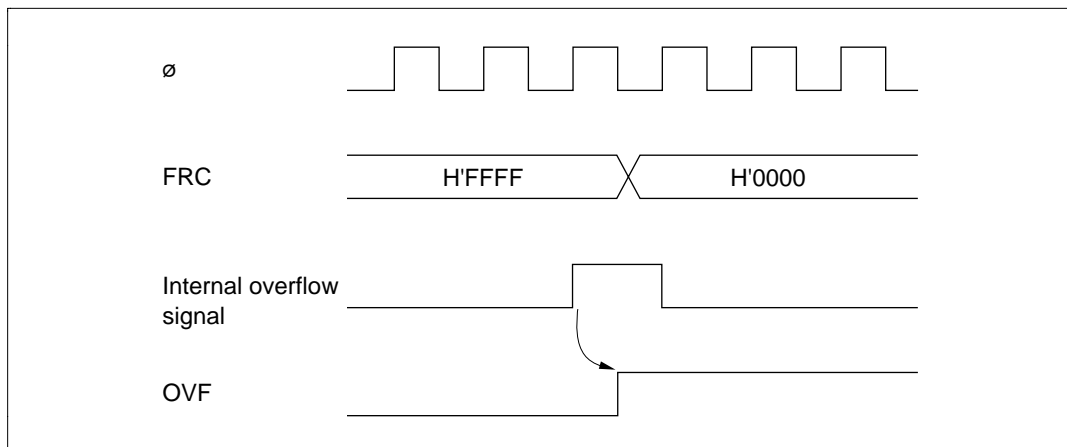 ø
FRC
H'FFFF
H'0000
Internal overflow
signal
OVF